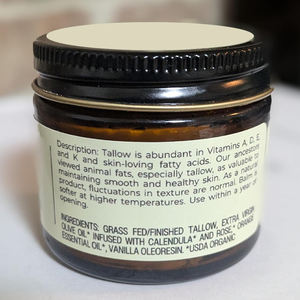 Description: Tallow is abundant in Vitamins A, D, E,
and K and skin-loving fatty acids. Our ancestors
viewed animal fats, especially tallow, as valuable to
maintaining smooth and healthy skin. As a natural
product, fluctuations in texture are normal. Balm is
softer at higher temperatures. Use within a year of
opening.
INGREDIENTS: GRASS FED/FINISHED TALLOW, EXTRA VIRGIN
OLIVE OIL* INFUSED WITH CALENDULA* AND ROSE,* ORANGE
ESSENTIAL OIL*, VANILLA OLEORESIN. *USDA ORGANIC